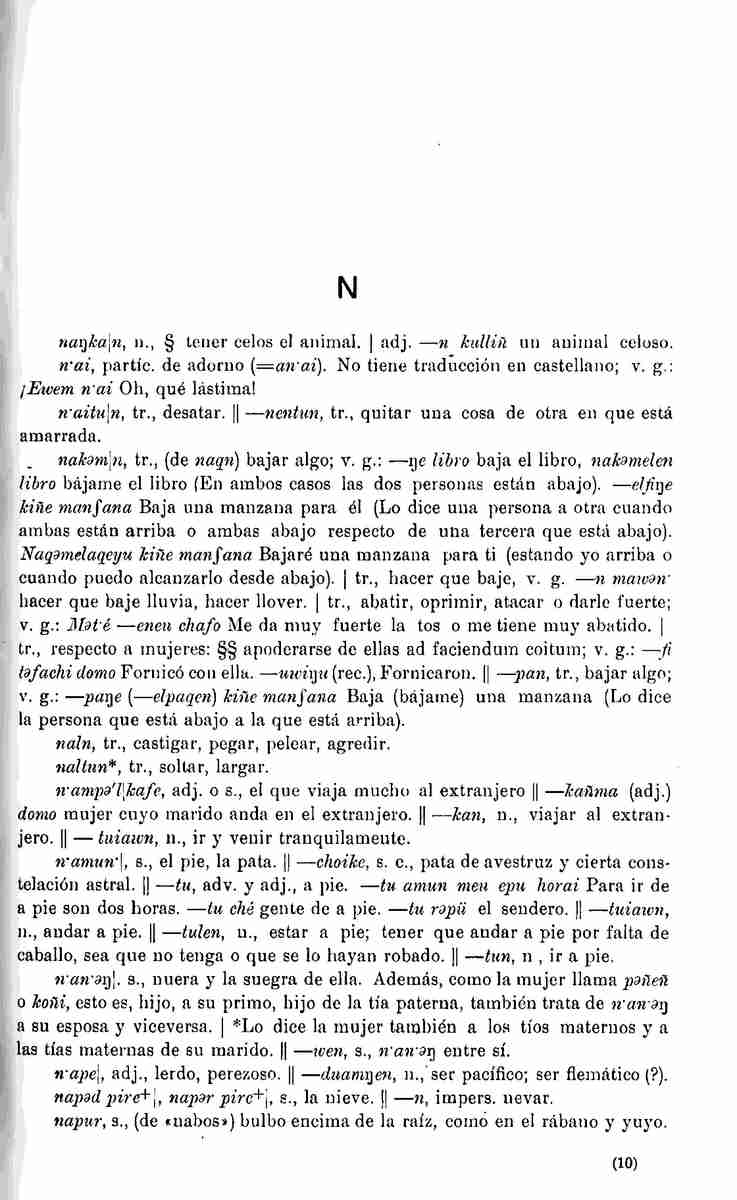 N
naŋka|n, n., § tener celos el animal. | adj. —n kulliñ un animal celoso.
n·ai, partíc. de adorno (=an·ai). No tiene traducción en castellano; v. g.:
¡Ewem n·ai Oh, qué lástima!
n·aitu|n, tr., desatar. || —nentun, tr., quitar una cosa de otra en que está
amarrada.
nakəm|n, tr., (de naqn) bajar algo; v. g.: —ŋe libro baja el libro, nakəmelen
libro bájame el libro (En ambos casos las dos personas están abajo). —elfiŋe
kiñe manʃana Baja una manzana para él (Lo dice una persona a otra cuando
ambas están arriba o ambas abajo respecto de una tercera que está abajo).
Naqəmelaqeyu kiñe manʃana Bajaré una manzana para ti (estando yo arriba o
cuando puedo alcanzarlo desde abajo). | tr., hacer que baje, v. g. —n mawən·
hacer que baje lluvia, hacer llover. | tr., abatir, oprimir, atacar o darle fuerte;
v. g.: Mət·é —eneu chafo Me da muy fuerte la tos o me tiene muy abatido. |
tr., respecto a mujeres: §§ apoderarse de ellas ad faciendum coitum; v. g.: —fi
təfachi domo Fornicó con ella. —uwiŋu (rec.), Fornicaron. || —pan, tr., bajar algo;
v. g.: —paŋe (—elpaqen) kiñe manʃana Baja (bájame) una manzana (Lo dice
la persona que está abajo a la que está arriba).
naln, tr., castigar, pegar, pelear, agredir.
naltun*, tr., soltar, largar.
n·ampə'l|kafe, adj. o s., el que viaja mucho al extranjero || —kañma (adj.)
domo mujer cuyo marido anda en el extranjero. || —kan, n., viajar al extran-
jero. || — tuiawn, n., ir y venir tranquilamente.
n·amun·|, s., el pie, la pata. || —choike, s. c., pata de avestruz y cierta cons-
telación astral. || —tu, adv. y adj., a pie. —tu amun meu epu horai Para ir de
a pie son dos horas. —tu ché gente de a pie. —tu rəpü el sendero. || —tuiawn,
n., andar a pie. || —tulen, n., estar a pie; tener que andar a pie por falta de
caballo, sea que no tenga o que se lo hayan robado. || —tun, n , ir a pie.
n·an·əŋ|. s., nuera y la suegra de ella. Además, como la mujer llama pəñeñ
o koñi, esto es, hijo, a su primo, hijo de la tía paterna, también trata de n·an·əŋ
a su esposa y viceversa. | *Lo dice la mujer también a los tíos maternos y a
las tías maternas de su marido. || —wen, s., n·an·əŋ entre sí.
n·ape|, adj., lerdo, perezoso. || —duamŋen, n., ser pacífico; ser flemático (?).
napəd pire+|, napər pire+|, s., la nieve. || —n, impers. nevar.
napur, s., (de «nabos») bulbo encima de la raíz, como en el rábano y yuyo.
(10)